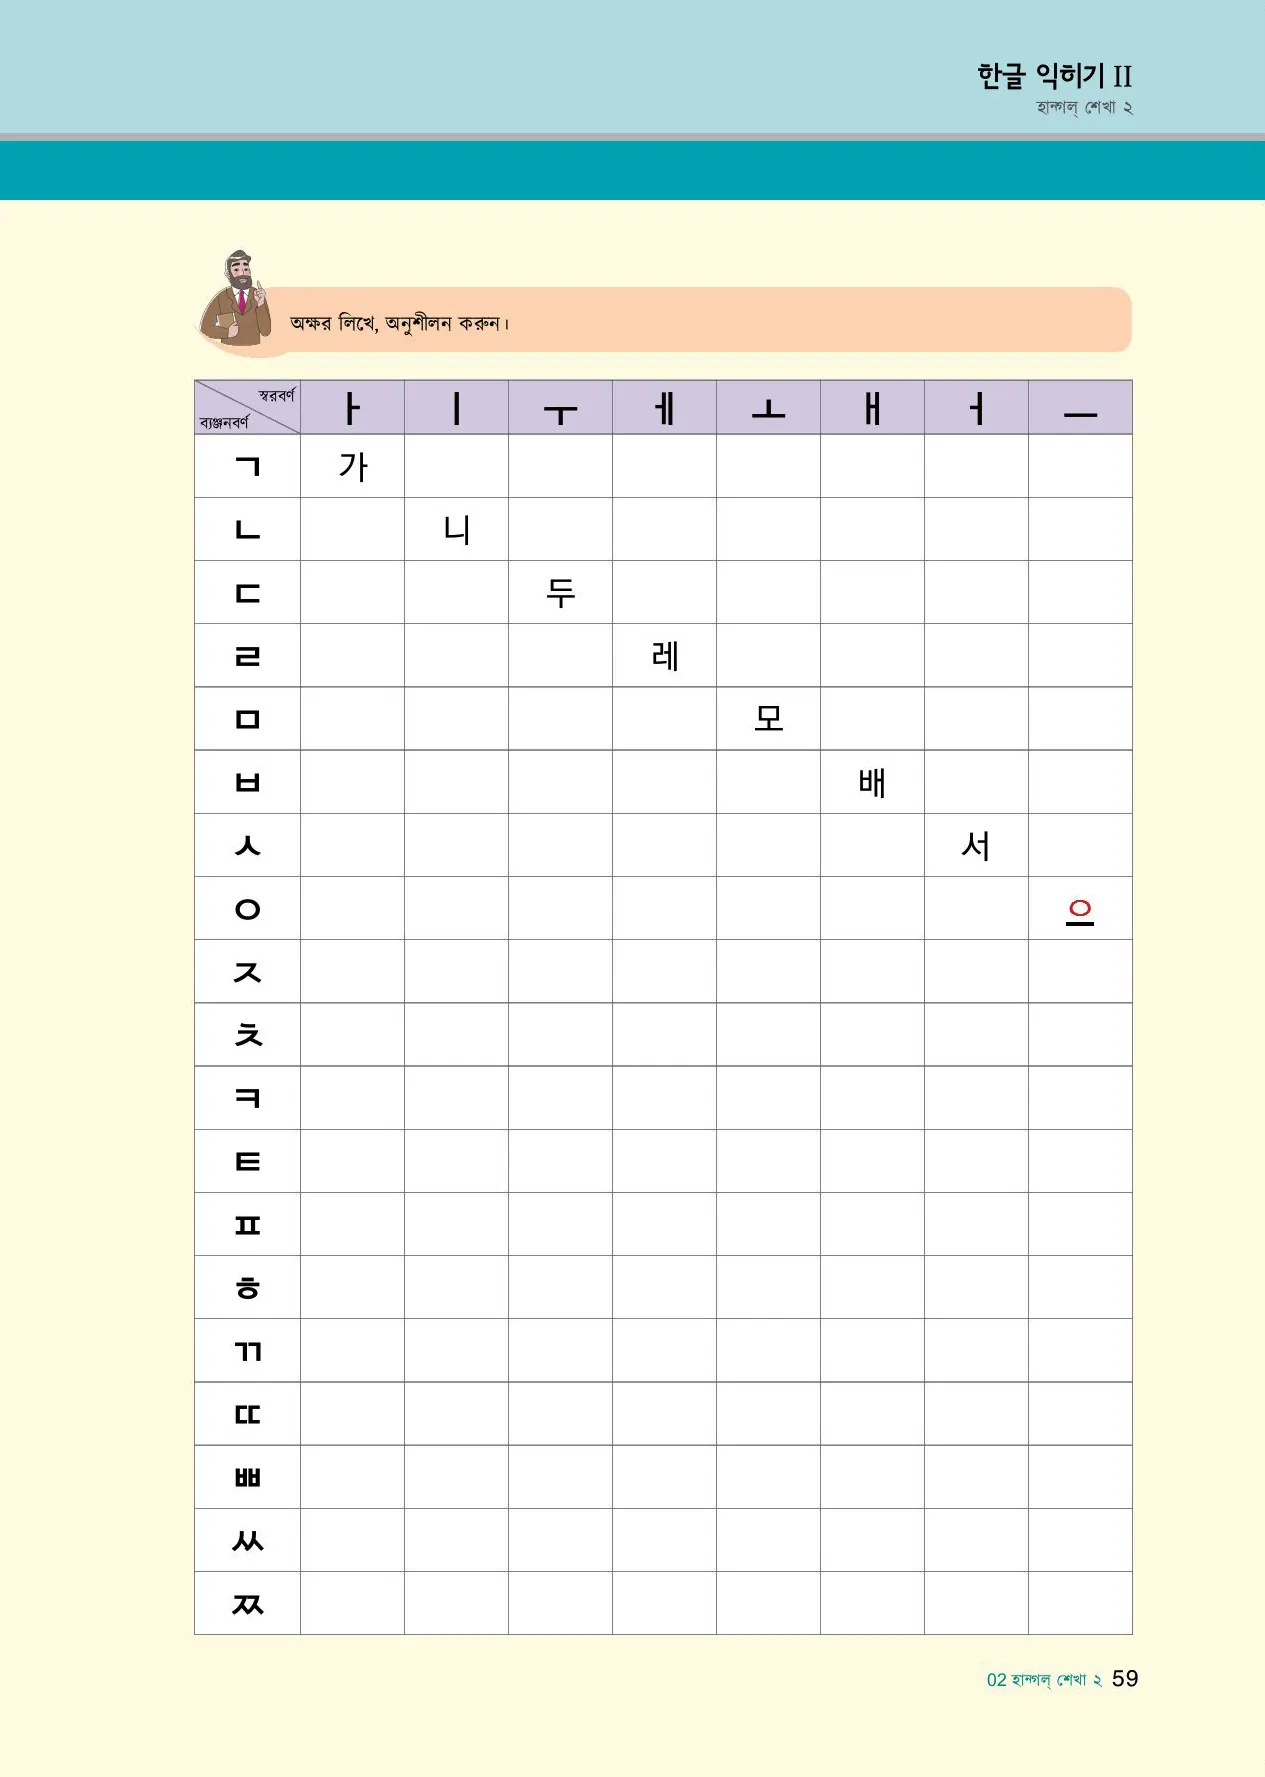 한글 익히기 II
হান্গল্ শেখা ২
অক্ষর লিখে, অনুশীলন করুন।
স্বরবর্ণ
ব্যঞ্জনবর্ণ
ㅏ ㅣ ㅜ ㅔ ㅗ ㅐ ㅓ ㅡ
ㄱ 가
ㄴ 니
ㄷ 두
ㄹ 레
ㅁ 모
ㅂ 배
ㅅ 서
ㅇ 으
ㅈ
ㅊ
ㅋ
ㅌ
ㅍ
ㅎ
ㄲ
ㄸ
ㅃ
ㅆ
ㅉ
02 হান্গল্ শেখা ২ 59